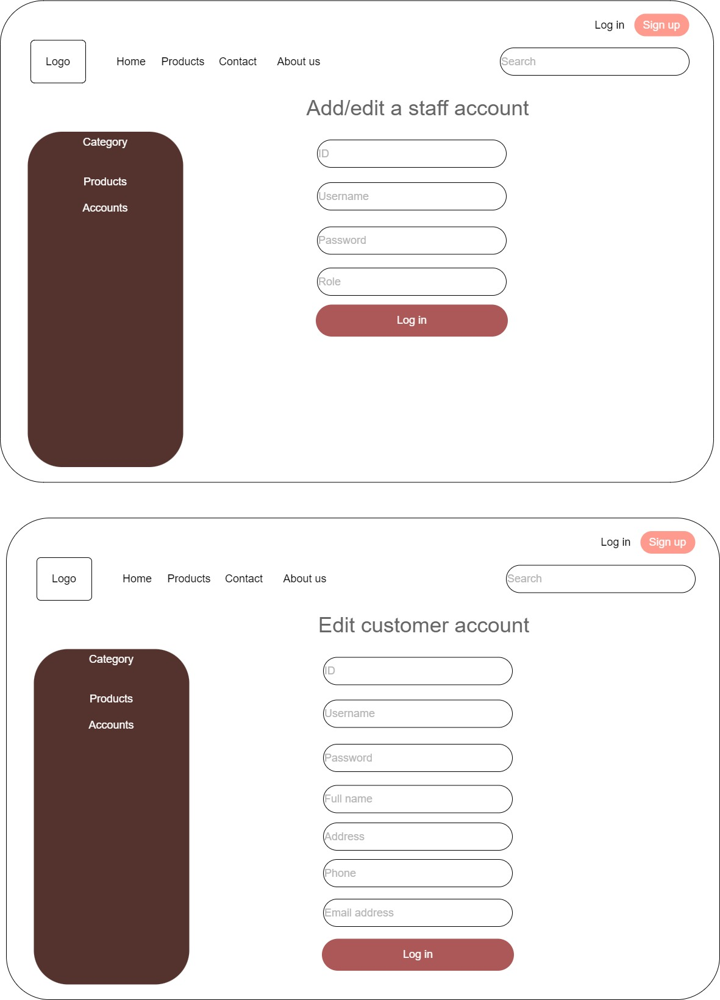 Log in Sign up
Logo Home Products Contact About us Search
Add/edit a staff account
Category
ID
Products
Username
Accounts
Password
Role
Log in
Log in Sign up
Logo Home Products Contact About us Search
Edit customer account
Category
ID
Products
Username
Accounts
Password
Full name
Address
Phone
Email address
Log in